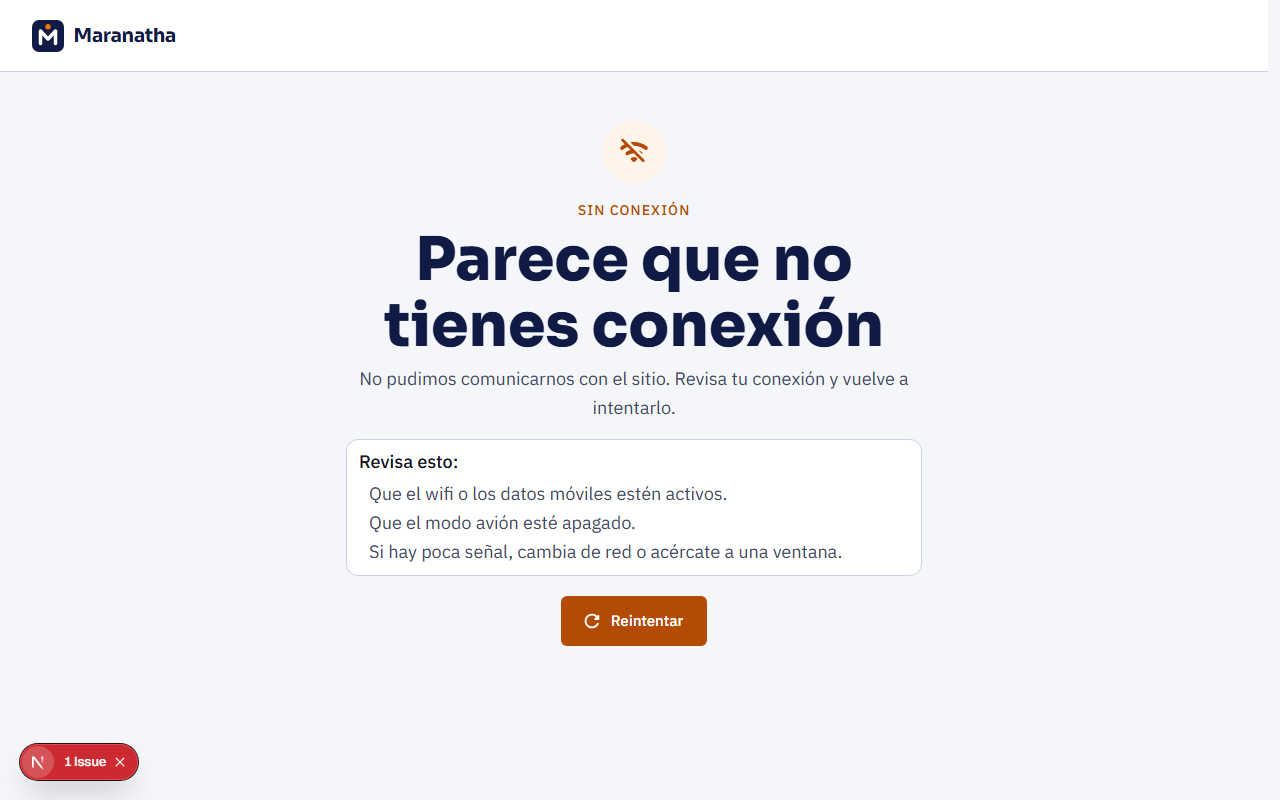 Maranatha
SIN CONEXIÓN
Parece que no
tienes conexión
No pudimos comunicarnos con el sitio. Revisa tu conexión y vuelve a
intentarlo.
Revisa esto:
Que el wifi o los datos móviles estén activos.
Que el modo avión esté apagado.
Si hay poca señal, cambia de red o acércate a una ventana.
Reintentar
N 1 Issue